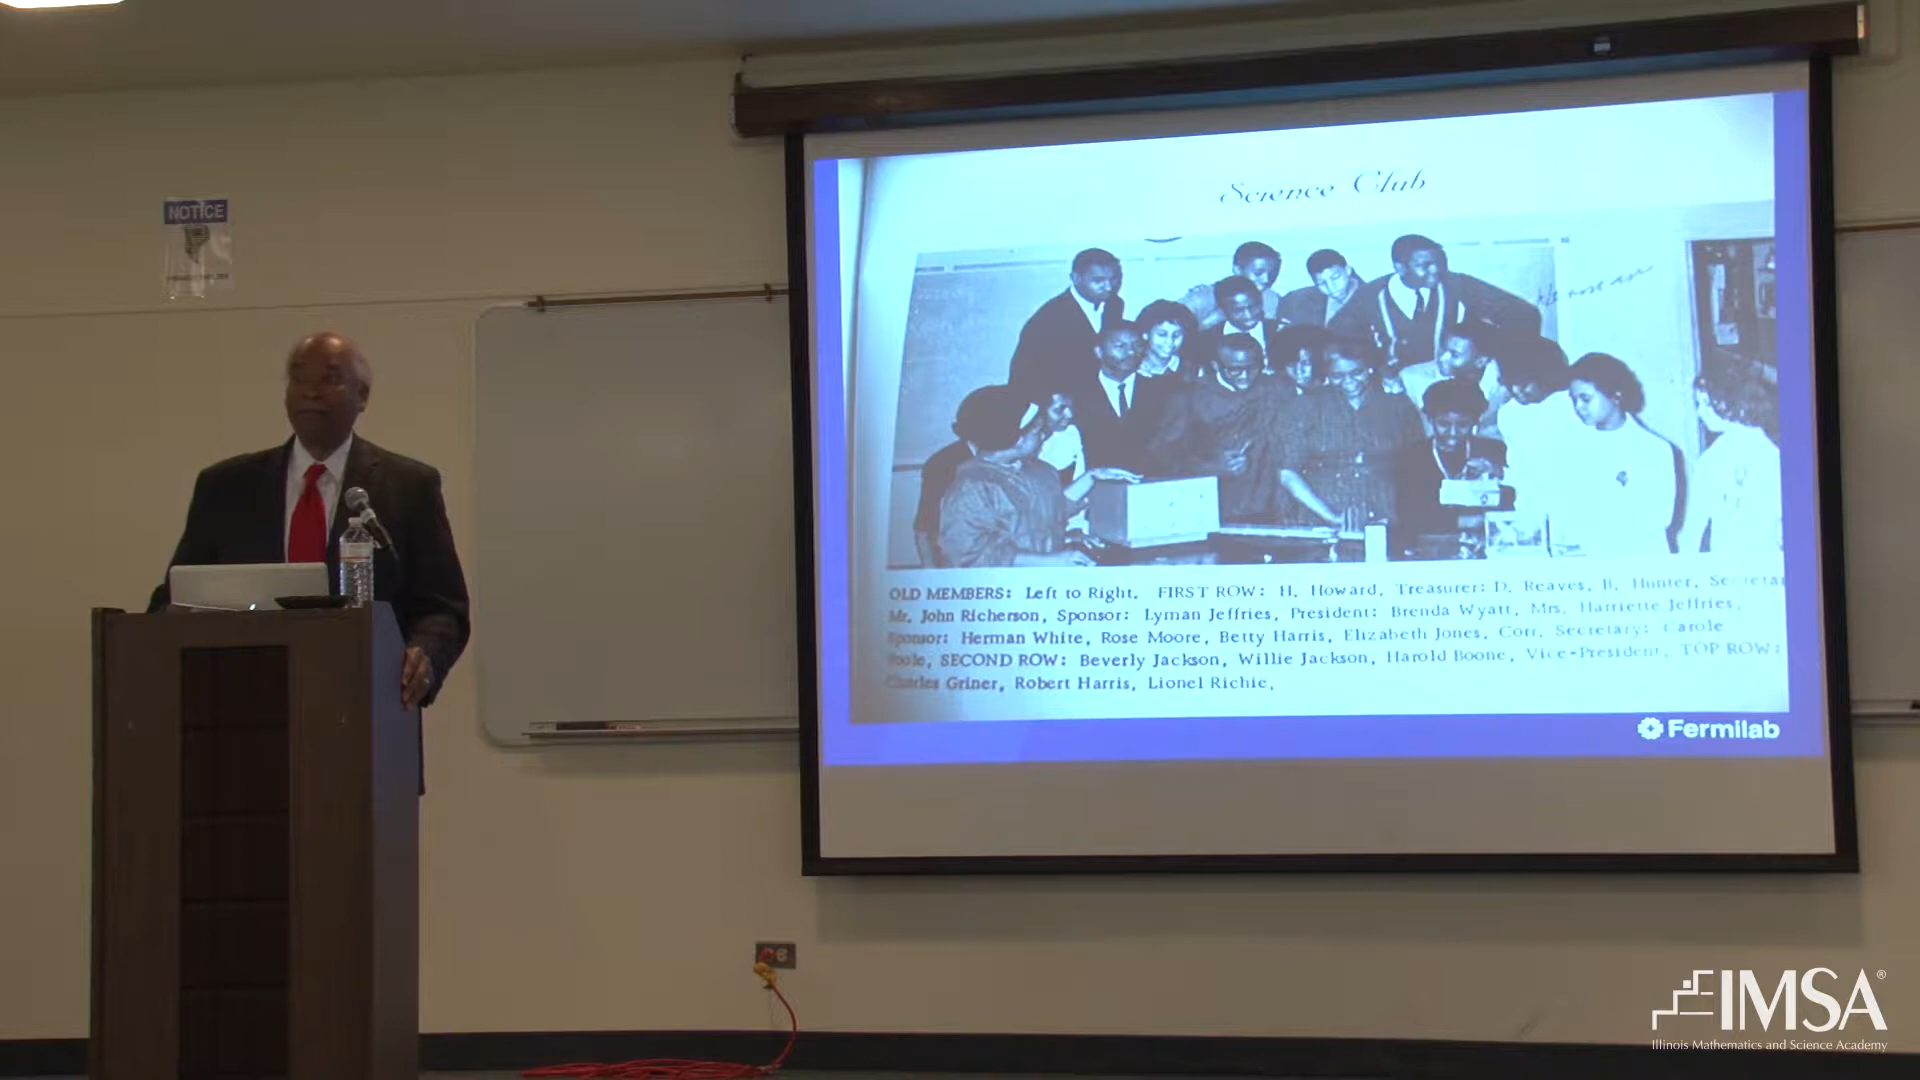 NOTICE
Science Club
OLD MEMBERS: Left to Right. FIRST ROW: H. Howard, Treasurer: D. Reaves, B. Hunter, Secretar
Mr. John Richerson, Sponsor: Lyman Jeffries, President: Brenda Wyatt, Mrs. Harriette Jeffries,
Sponsor: Herman White, Rose Moore, Betty Harris, Elizabeth Jones, Corr. Secretary: Carole
SECOND ROW: Beverly Jackson, Willie Jackson, Harold Boone, Vice-President, TOP ROW:
Charles Griner, Robert Harris, Lionel Richie,
Fermilab
IMSA®
Illinois Mathematics and Science Academy